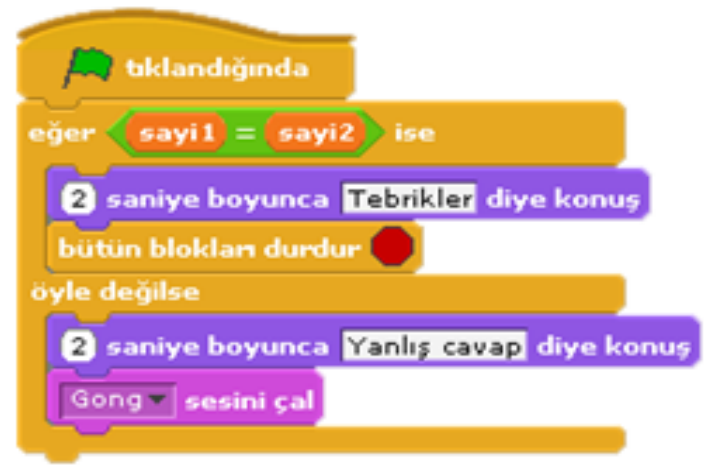 tıklandığında
eğer sayi1 = sayi2 ise
2 saniye boyunca Tebrikler diye konuş
bütün blokları durdur
öyle değilse
2 saniye boyunca Yanlış cavap diye konuş
Gong sesini çal